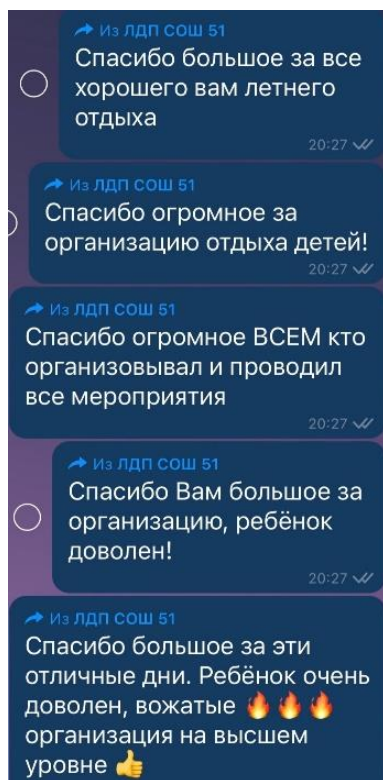 Из ЛДП СОШ 51
Спасибо большое за все
хорошего вам летнего
отдыха
20:27
Из ЛДП СОШ 51
Спасибо огромное за
организацию отдыха детей!
20:27
Из ЛДП СОШ 51
Спасибо огромное ВСЕМ кто
организовывал и проводил
все мероприятия
20:27
Из ЛДП СОШ 51
Спасибо Вам большое за
организацию, ребёнок
доволен!
20:27
Из ЛДП СОШ 51
Спасибо большое за эти
отличные дни. Ребёнок очень
доволен, вожатые 🔥🔥🔥
организация на высшем
уровне 👍